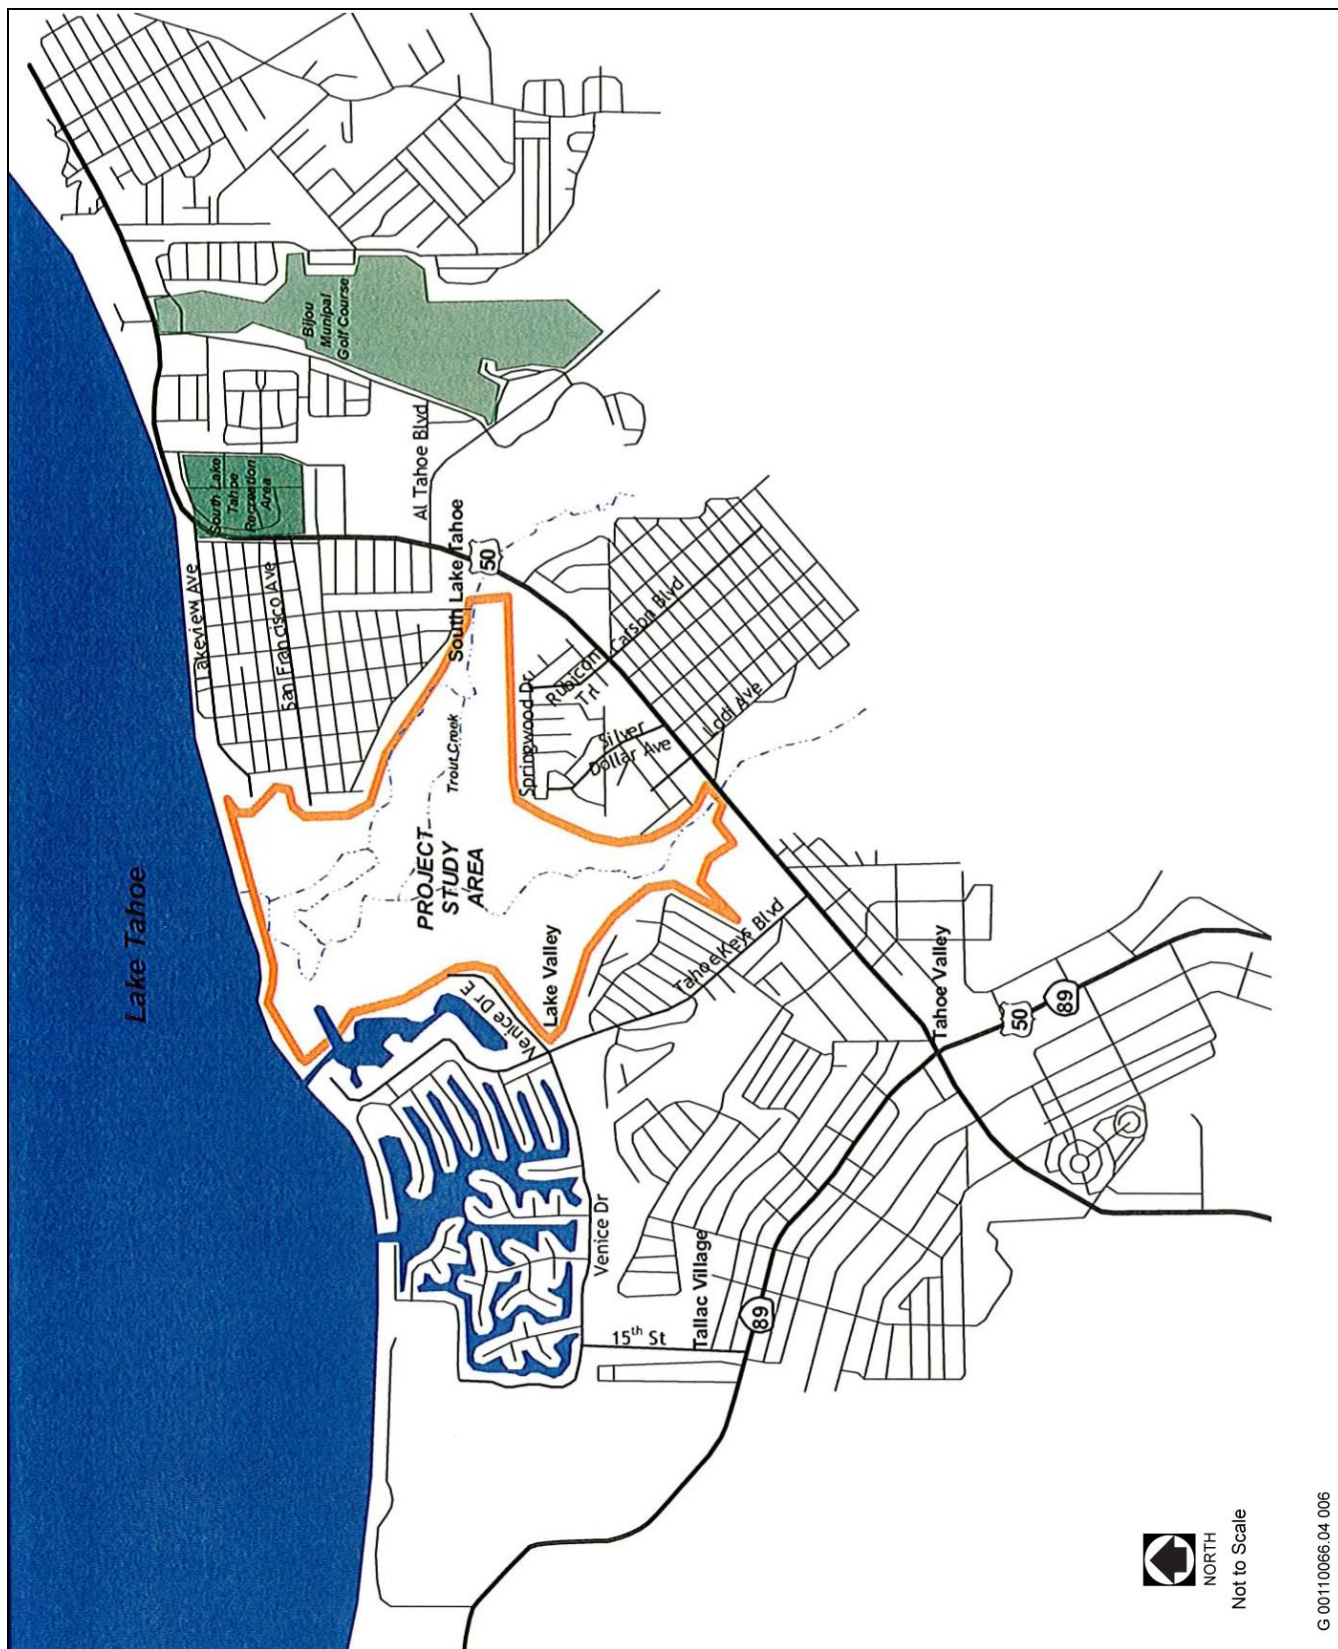 Lake Tahoe
Bijou
Munipal
Golf Course
South Lake
Tahoe
Recreation
Area
Al Tahoe Blvd
South Lake Tahoe
50
Lakeview Ave
San Francisco Ave
Trout Creek
Springwood Dr
Rubicon
Trl
Carson Blvd
Silver
Dollar Ave
Lodi Ave
PROJECT
STUDY
AREA
Lake Valley
Venice Dr E
Tahoe Keys Blvd
Tahoe Valley
50
89
Venice Dr
Tallac Village
15th St
89
NORTH
Not to Scale
G 00110066.04 006